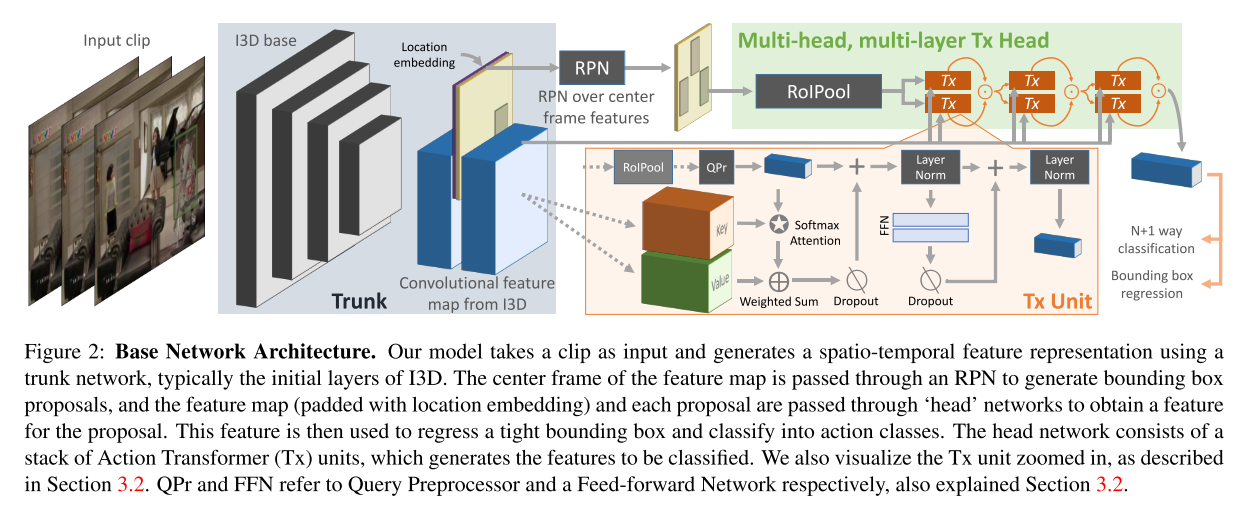 Input clip
I3D base
Location
embedding
RPN
RPN over center
frame features
Multi-head, multi-layer Tx Head
RoIPool
Tx
Tx
Tx
Tx
Tx
Tx
RoIPool
QPr
Layer
Norm
Layer
Norm
Key
Softmax
Attention
FFN
Value
Weighted Sum
Dropout
Dropout
Tx Unit
Trunk
Convolutional feature
map from I3D
N+1 way
classification
Bounding box
regression
Figure 2: Base Network Architecture. Our model takes a clip as input and generates a spatio-temporal feature representation using a
trunk network, typically the initial layers of I3D. The center frame of the feature map is passed through an RPN to generate bounding box
proposals, and the feature map (padded with location embedding) and each proposal are passed through ‘head’ networks to obtain a feature
for the proposal. This feature is then used to regress a tight bounding box and classify into action classes. The head network consists of a
stack of Action Transformer (Tx) units, which generates the features to be classified. We also visualize the Tx unit zoomed in, as described
in Section 3.2. QPr and FFN refer to Query Preprocessor and a Feed-forward Network respectively, also explained Section 3.2.